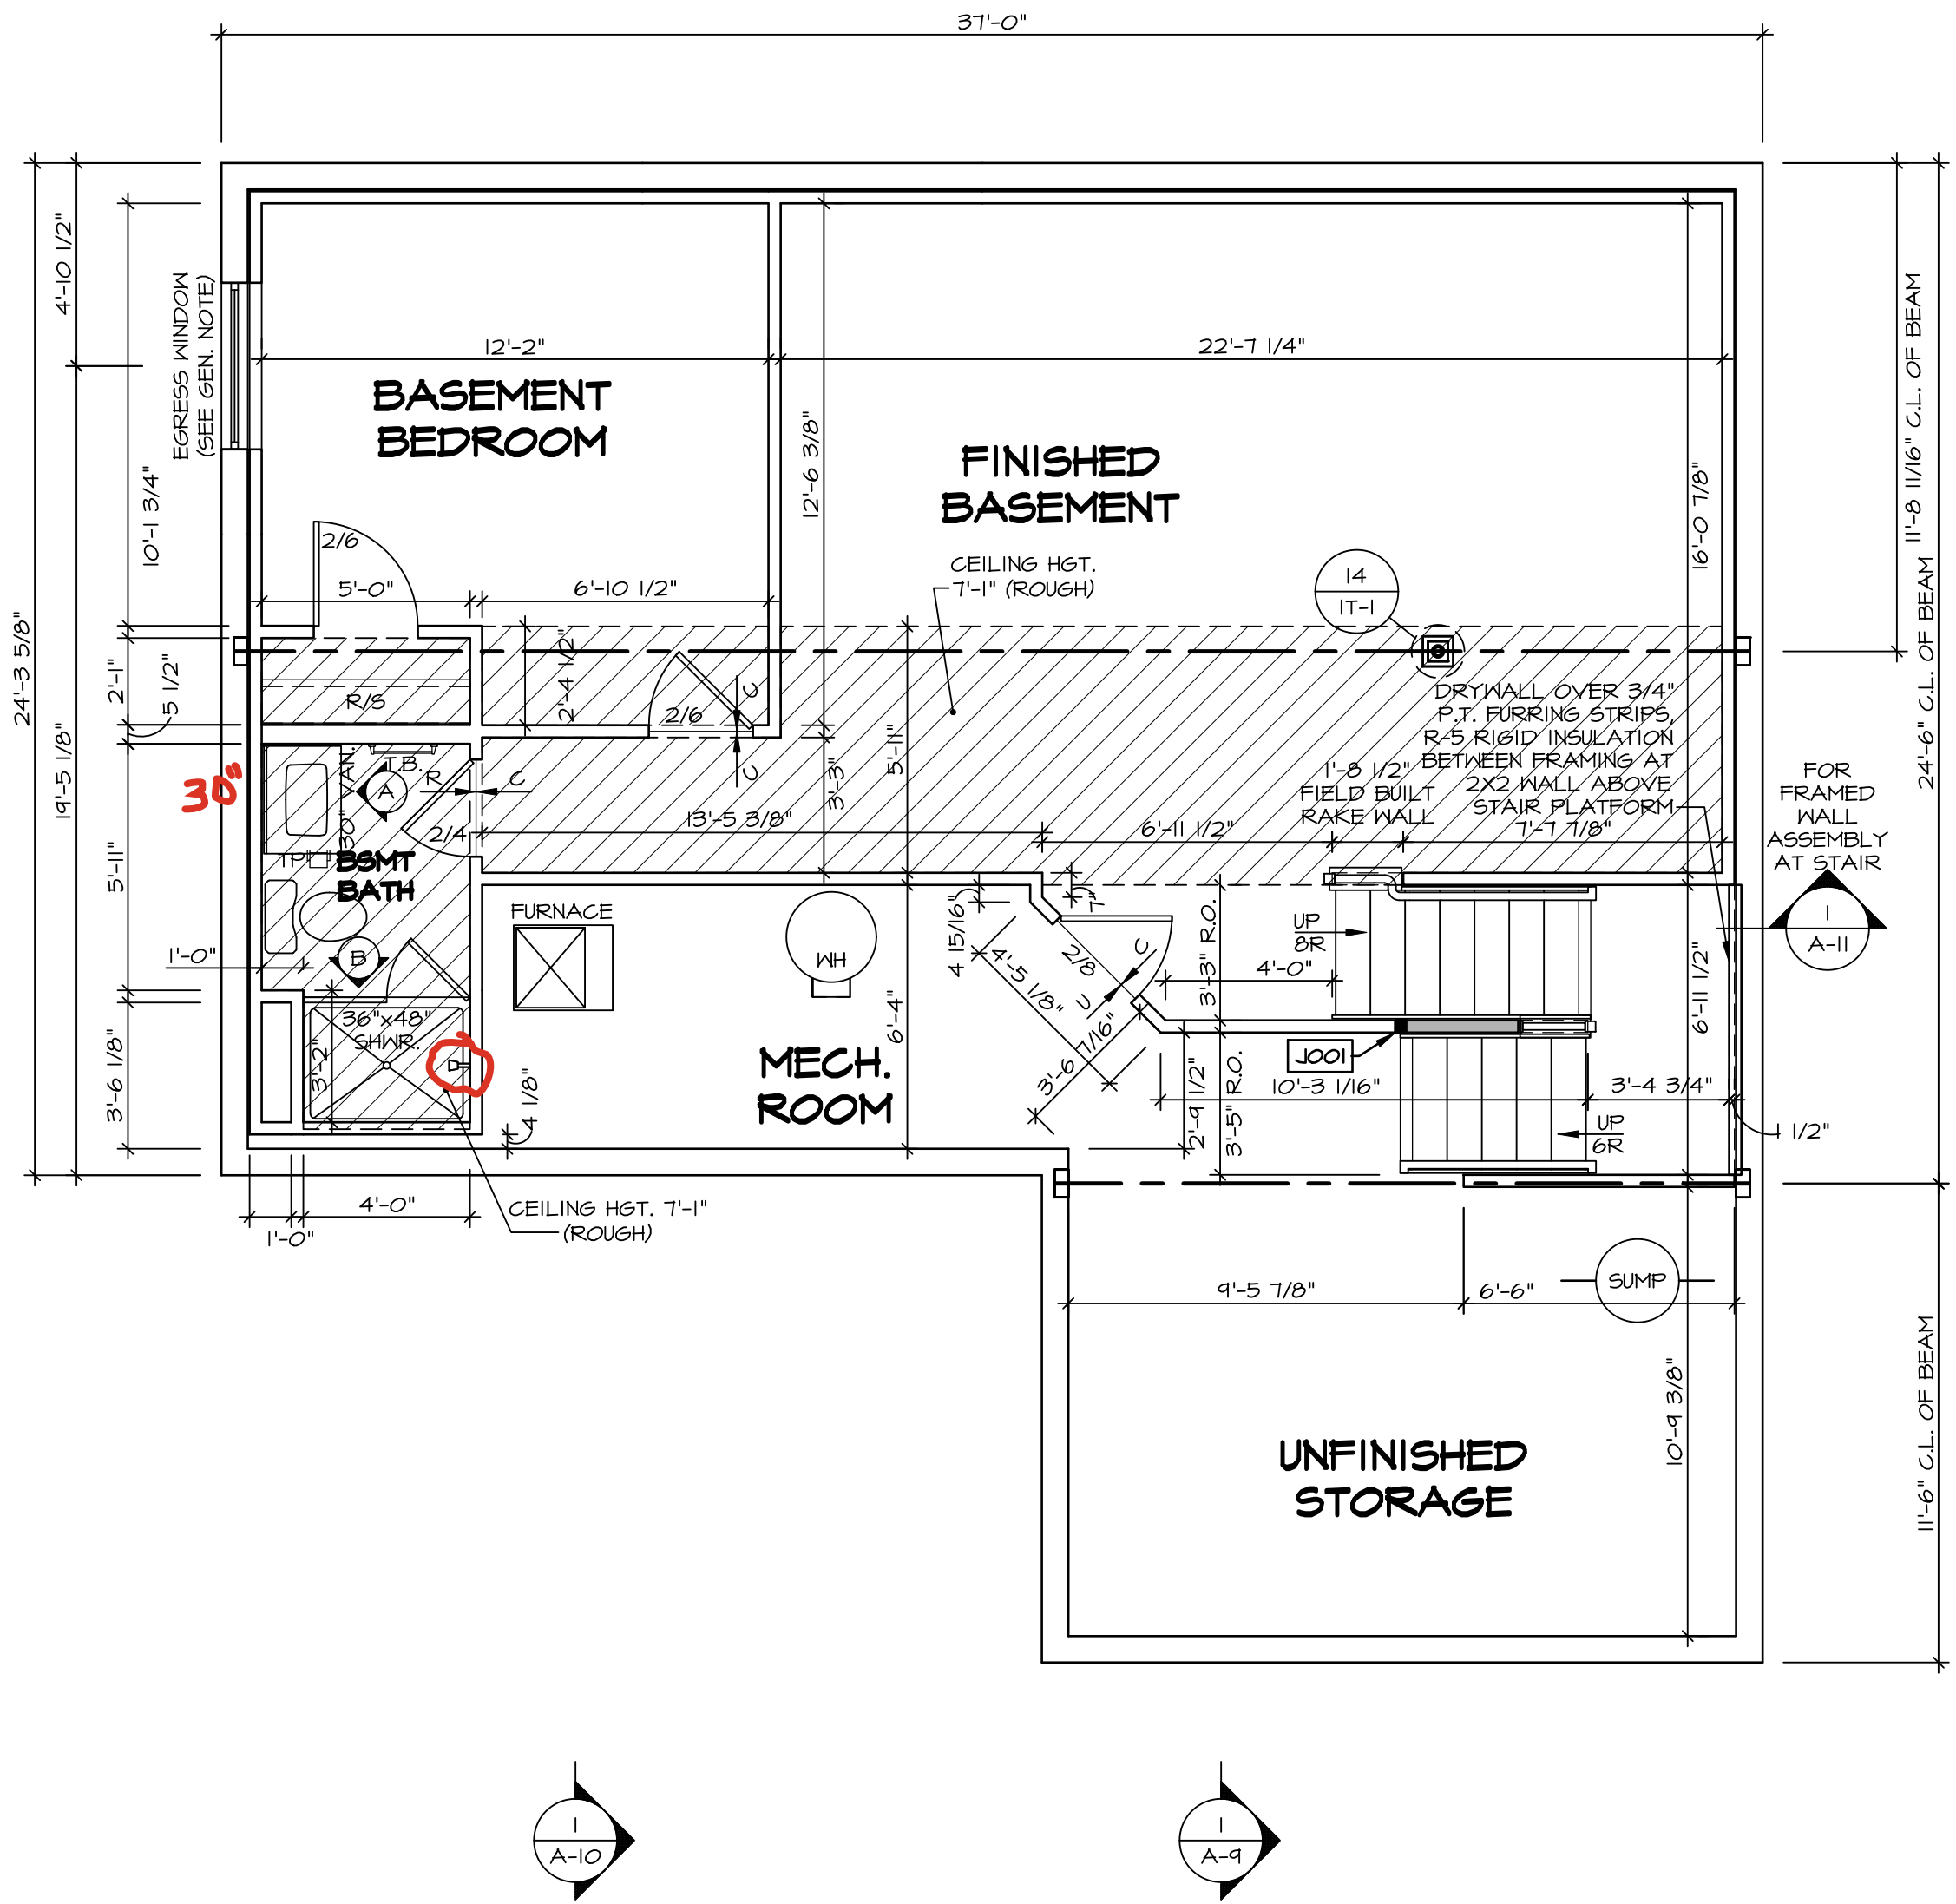 37'-0"
24'-3 5/8"
19'-5 1/8"
4'-10 1/2"
10'-1 3/4"
2'-1"
5 1/2"
5'-11"
3'-6 1/8"
EGRESS WINDOW
(SEE GEN. NOTE)
12'-2"
22'-7 1/4"
BASEMENT
BEDROOM
FINISHED
BASEMENT
12'-6 3/8"
16'-0 7/8"
11'-8 11/16" C.L. OF BEAM
24'-6" C.L. OF BEAM
11'-6" C.L. OF BEAM
2/6
5'-0"
6'-10 1/2"
CEILING HGT.
7'-1" (ROUGH)
14
IT-1
R/S
2'-4 1/2"
2/6
C
C
5'-11"
3'-3"
DRYWALL OVER 3/4"
P.T. FURRING STRIPS,
R-5 RIGID INSULATION
BETWEEN FRAMING AT
2X2 WALL ABOVE
STAIR PLATFORM
1'-8 1/2"
FIELD BUILT
RAKE WALL
FOR
FRAMED
WALL
ASSEMBLY
AT STAIR
1
A-11
30"
30" VAN.
T.B.
A
R
C
2/4
TP
BSMT
BATH
13'-5 3/8"
6'-11 1/2"
7'-7 7/8"
FURNACE
WH
1'-0"
B
36"x48"
SHWR.
3'-2"
MECH.
ROOM
6'-4"
4 1/8"
4 15/16"
7"
4'-5 1/8"
2/8
C
C
3'-6 7/16"
3'-3" R.O.
4'-0"
UP
8R
6'-11 1/2"
J001
10'-3 1/16"
3'-4 3/4"
2'-9 1/2"
3'-5" R.O.
UP
6R
1 1/2"
4'-0"
1'-0"
CEILING HGT. 7'-1"
(ROUGH)
9'-5 7/8"
6'-6"
SUMP
10'-9 3/8"
UNFINISHED
STORAGE
1
A-10
1
A-9